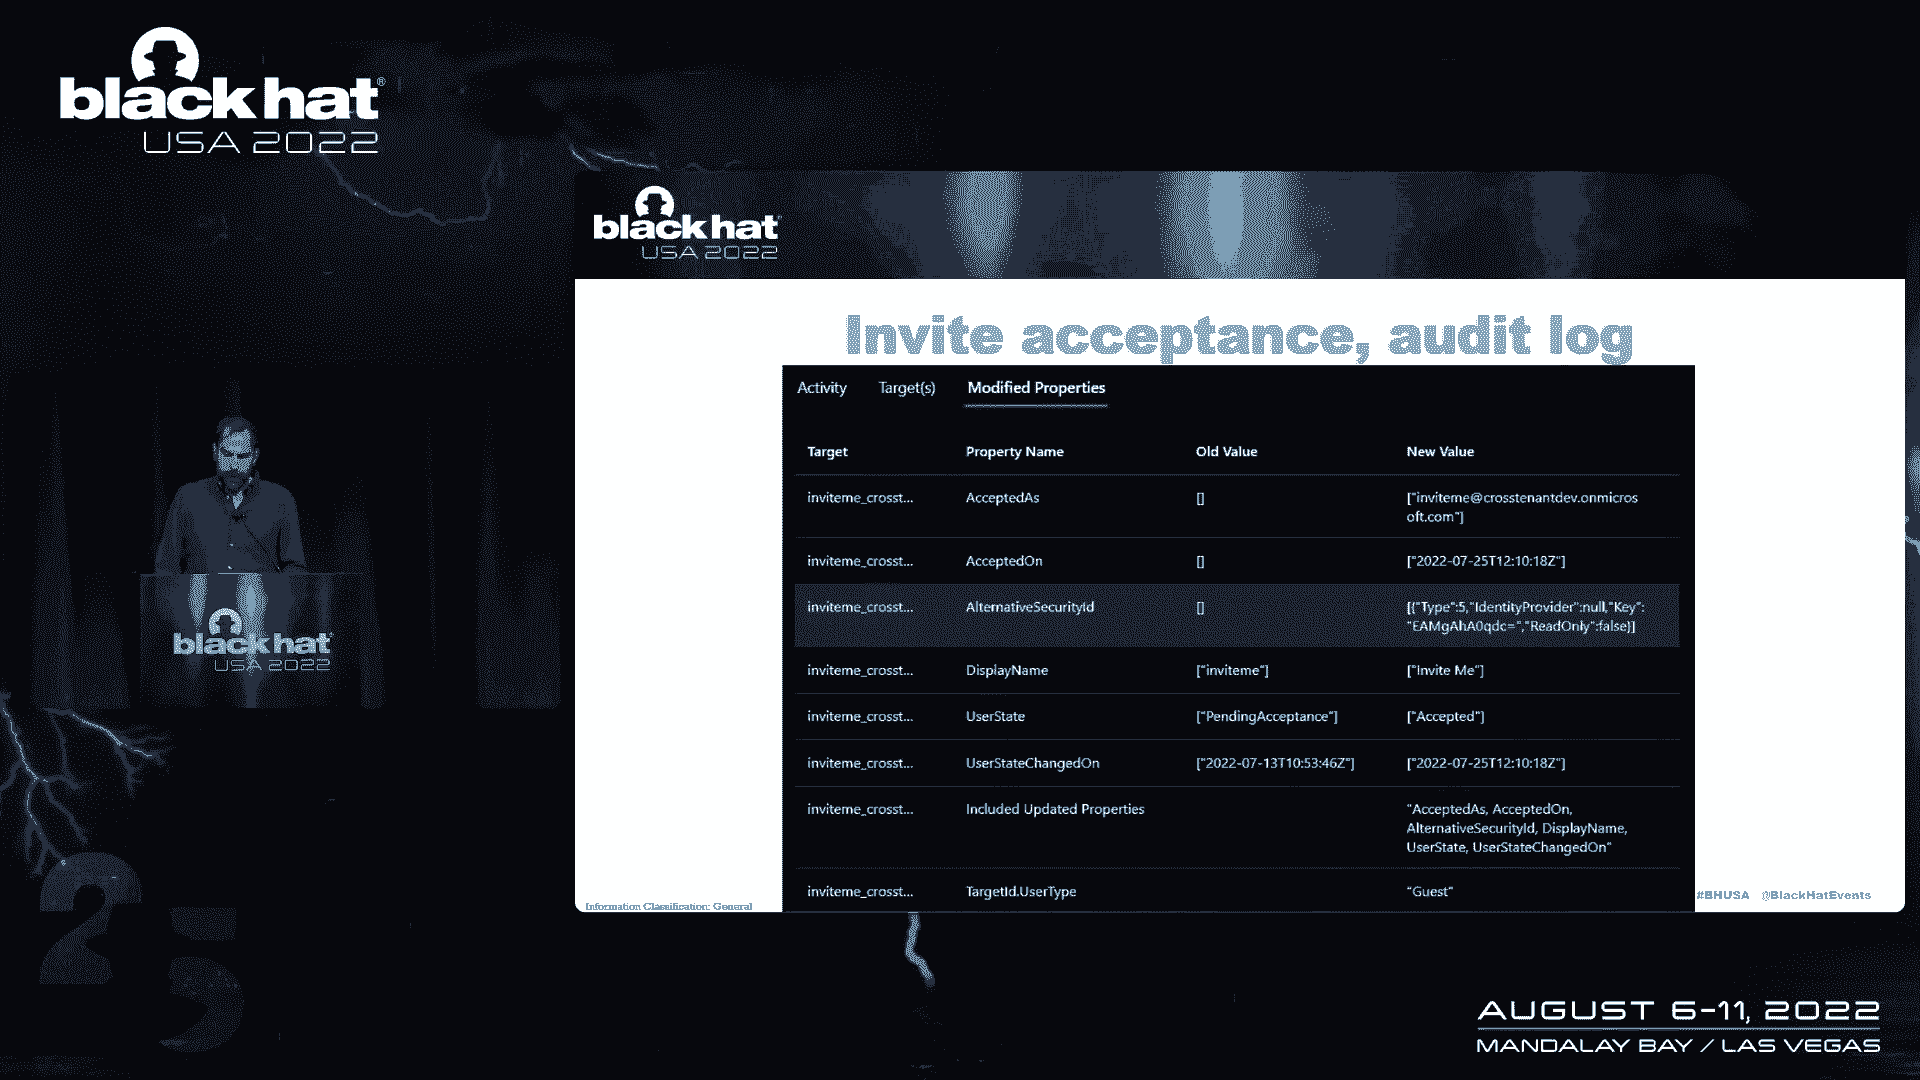 black hat®
USA 2022
black hat
USA 2022
Invite acceptance, audit log
Activity Target(s) Modified Properties
Target Property Name Old Value New Value
inviteme_crosst... AcceptedAs [] ["inviteme@crosstenantdev.onmicros
oft.com"]
inviteme_crosst... AcceptedOn [] ["2022-07-25T12:10:18Z"]
inviteme_crosst... AlternativeSecurityId [] [{"Type":5,"IdentityProvider":null,"Key":
"EAMgAhA0qdc=","ReadOnly":false}]
inviteme_crosst... DisplayName ["inviteme"] ["Invite Me"]
inviteme_crosst... UserState ["PendingAcceptance"] ["Accepted"]
inviteme_crosst... UserStateChangedOn ["2022-07-13T10:53:46Z"] ["2022-07-25T12:10:18Z"]
inviteme_crosst... Included Updated Properties "AcceptedAs, AcceptedOn,
AlternativeSecurityId, DisplayName,
UserState, UserStateChangedOn"
inviteme_crosst... TargetId.UserType "Guest"
Information Classification: General
#BHUSA @BlackHatEvents
black hat
USA 2022
25
AUGUST 6-11, 2022
MANDALAY BAY / LAS VEGAS